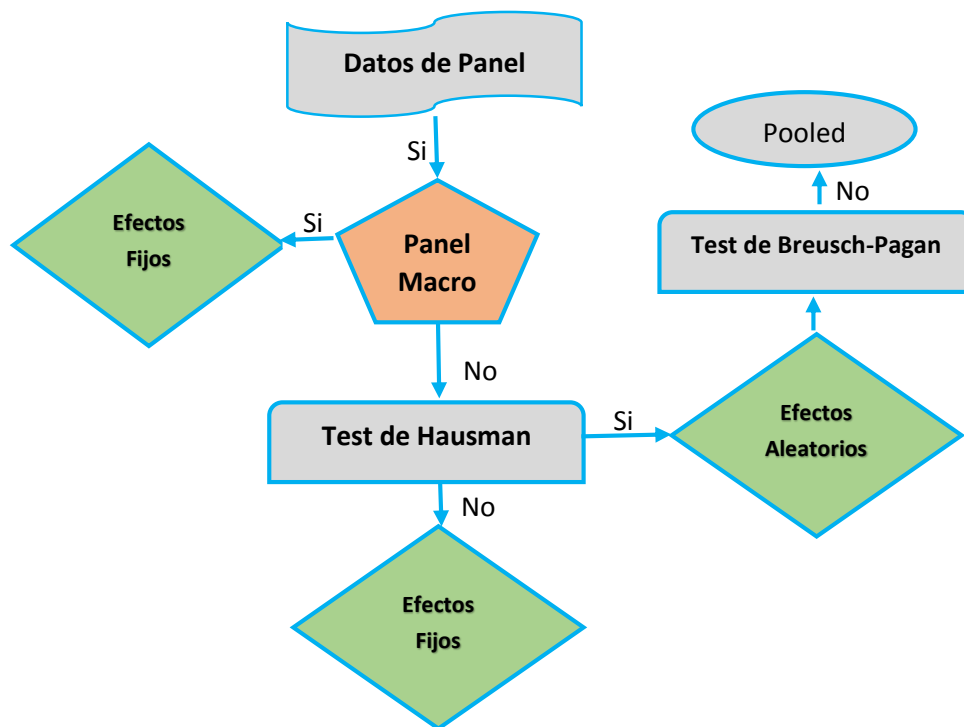 Datos de Panel
Si
Pooled
No
Efectos
Fijos
Si
Panel
Macro
Test de Breusch-Pagan
No
Test de Hausman
Si
Efectos
Aleatorios
No
Efectos
Fijos